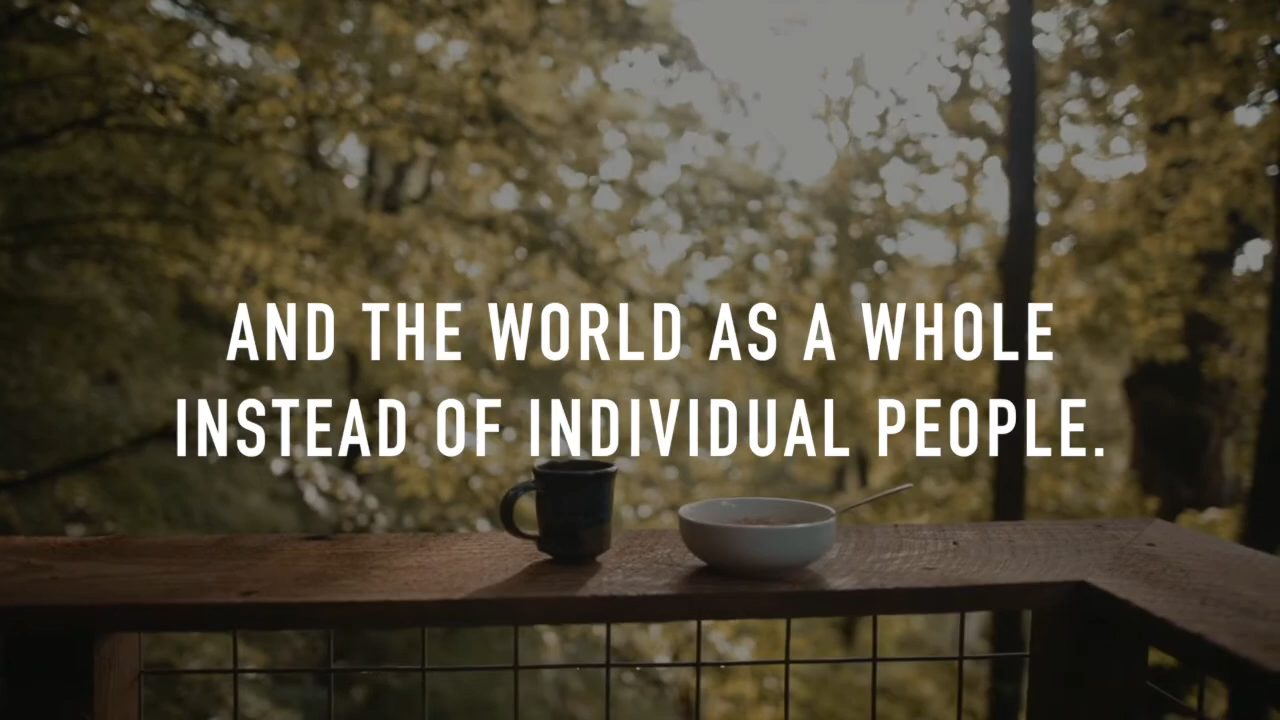 AND THE WORLD AS A WHOLE
INSTEAD OF INDIVIDUAL PEOPLE.